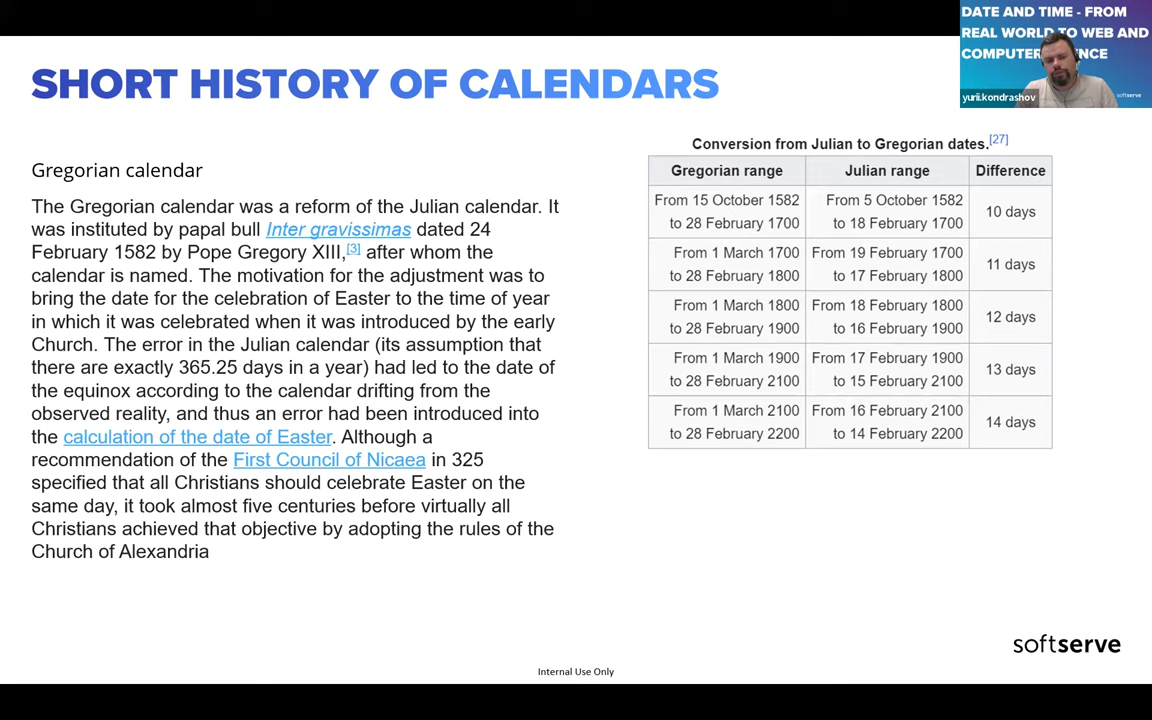 DATE AND TIME - FROM
REAL WORLD TO WEB AND
yurii.kondrashov
softserve
SHORT HISTORY OF CALENDARS
Gregorian calendar
The Gregorian calendar was a reform of the Julian calendar. It
was instituted by papal bull Inter gravissimas dated 24
February 1582 by Pope Gregory XIII,[3] after whom the
calendar is named. The motivation for the adjustment was to
bring the date for the celebration of Easter to the time of year
in which it was celebrated when it was introduced by the early
Church. The error in the Julian calendar (its assumption that
there are exactly 365.25 days in a year) had led to the date of
the equinox according to the calendar drifting from the
observed reality, and thus an error had been introduced into
the calculation of the date of Easter. Although a
recommendation of the First Council of Nicaea in 325
specified that all Christians should celebrate Easter on the
same day, it took almost five centuries before virtually all
Christians achieved that objective by adopting the rules of the
Church of Alexandria
Conversion from Julian to Gregorian dates.[27]
Gregorian range Julian range Difference
From 15 October 1582 From 5 October 1582
to 28 February 1700 to 18 February 1700 10 days
From 1 March 1700 From 19 February 1700
to 28 February 1800 to 17 February 1800 11 days
From 1 March 1800 From 18 February 1800
to 28 February 1900 to 16 February 1900 12 days
From 1 March 1900 From 17 February 1900
to 28 February 2100 to 15 February 2100 13 days
From 1 March 2100 From 16 February 2100
to 28 February 2200 to 14 February 2200 14 days
softserve
Internal Use Only